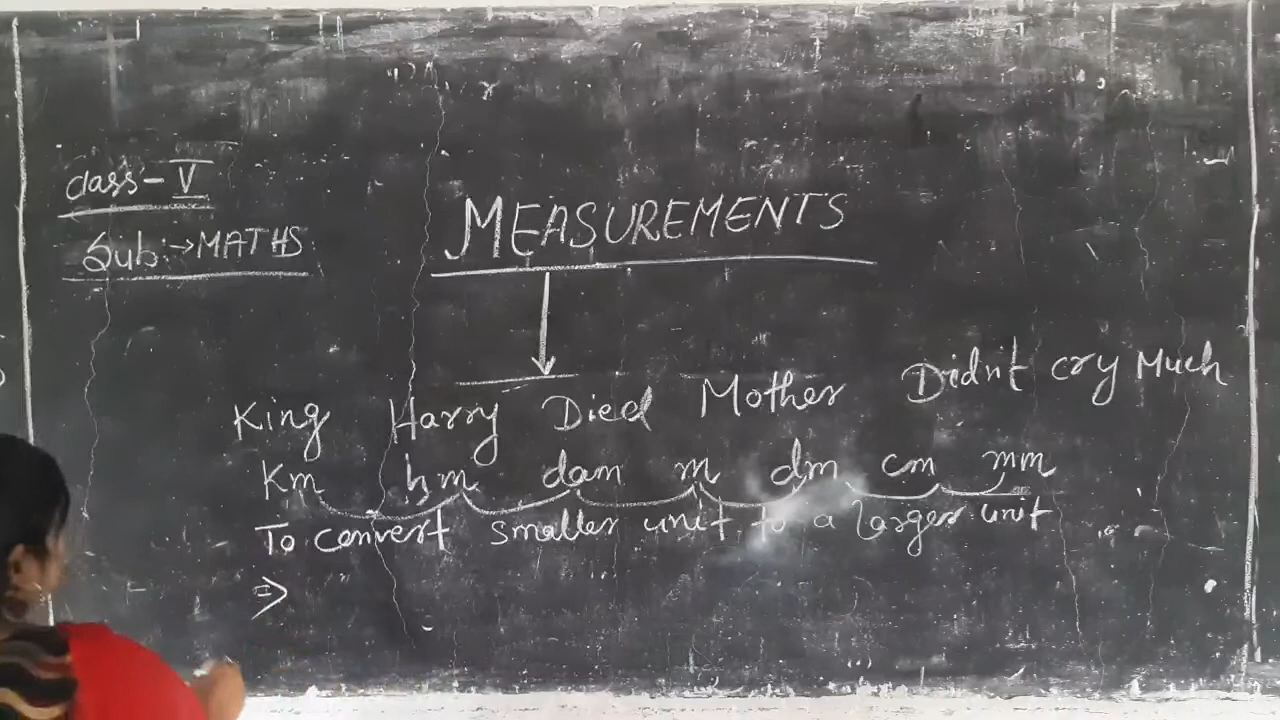 class - V
Sub :→ MATHS
MEASUREMENTS
King Harry Died Mother Didn't cry Much
Km hm dam m dm cm mm
To convert smaller unit to a larger unit
⇒